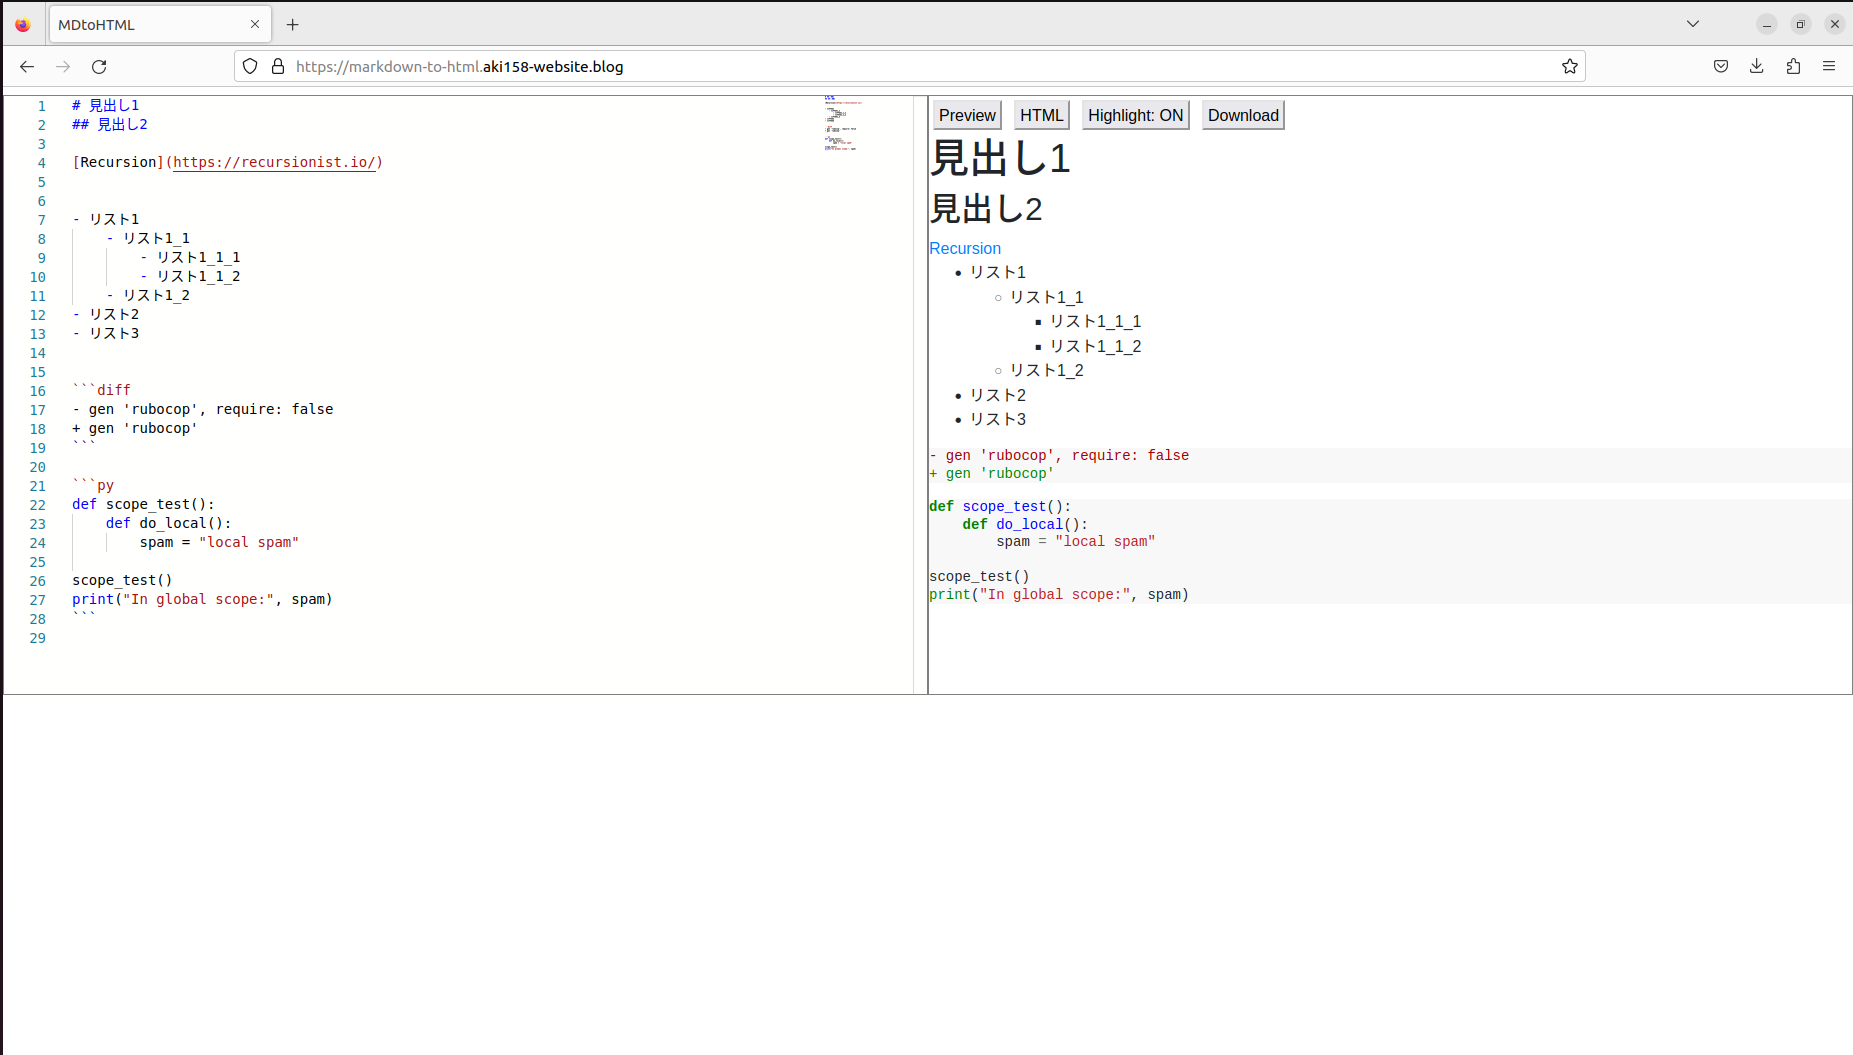 MDtoHTML
https://markdown-to-html.aki158-website.blog
1 # 見出し1
2 ## 見出し2
3
4 [Recursion](https://recursionist.io/)
5
6
7 - リスト1
8     - リスト1_1
9         - リスト1_1_1
10         - リスト1_1_2
11     - リスト1_2
12 - リスト2
13 - リスト3
14
15
16 ```diff
17 - gen 'rubocop', require: false
18 + gen 'rubocop'
19 ```
20
21 ```py
22 def scope_test():
23     def do_local():
24         spam = "local spam"
25
26 scope_test()
27 print("In global scope:", spam)
28 ```
29
Preview HTML Highlight: ON Download
見出し1
見出し2
Recursion
• リスト1
○ リスト1_1
▪ リスト1_1_1
▪ リスト1_1_2
○ リスト1_2
• リスト2
• リスト3
- gen 'rubocop', require: false
+ gen 'rubocop'
def scope_test():
    def do_local():
        spam = "local spam"
scope_test()
print("In global scope:", spam)